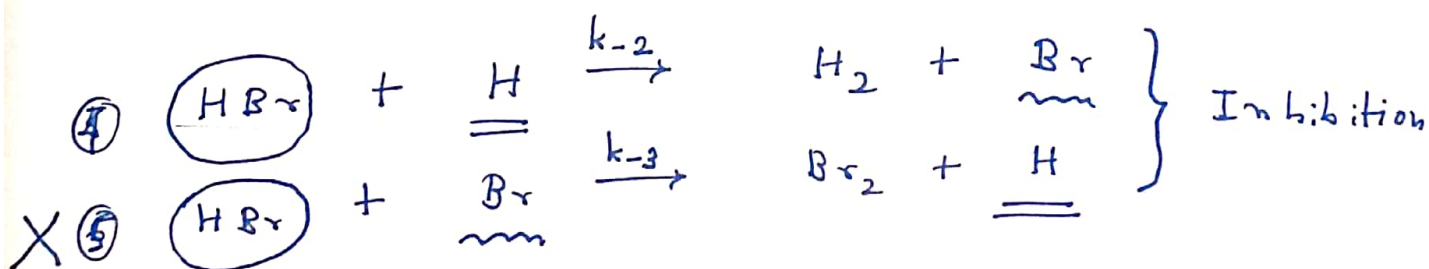 ④ HBr + H k-2 → H2 + Br } Inhibition
X ⑤ HBr + Br k-3 → Br2 + H